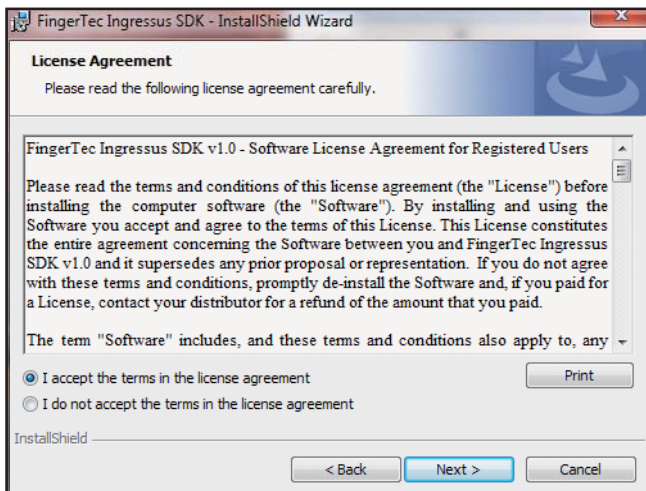 FingerTec Ingressus SDK - InstallShield Wizard
License Agreement
Please read the following license agreement carefully.
FingerTec Ingressus SDK v1.0 - Software License Agreement for Registered Users
Please read the terms and conditions of this license agreement (the "License") before
installing the computer software (the "Software"). By installing and using the
Software you accept and agree to the terms of this License. This License constitutes
the entire agreement concerning the Software between you and FingerTec Ingressus
SDK v1.0 and it supersedes any prior proposal or representation. If you do not agree
with these terms and conditions, promptly de-install the Software and, if you paid for
a License, contact your distributor for a refund of the amount that you paid.
The term "Software" includes, and these terms and conditions also apply to, any
I accept the terms in the license agreement
Print
I do not accept the terms in the license agreement
InstallShield
< Back
Next >
Cancel